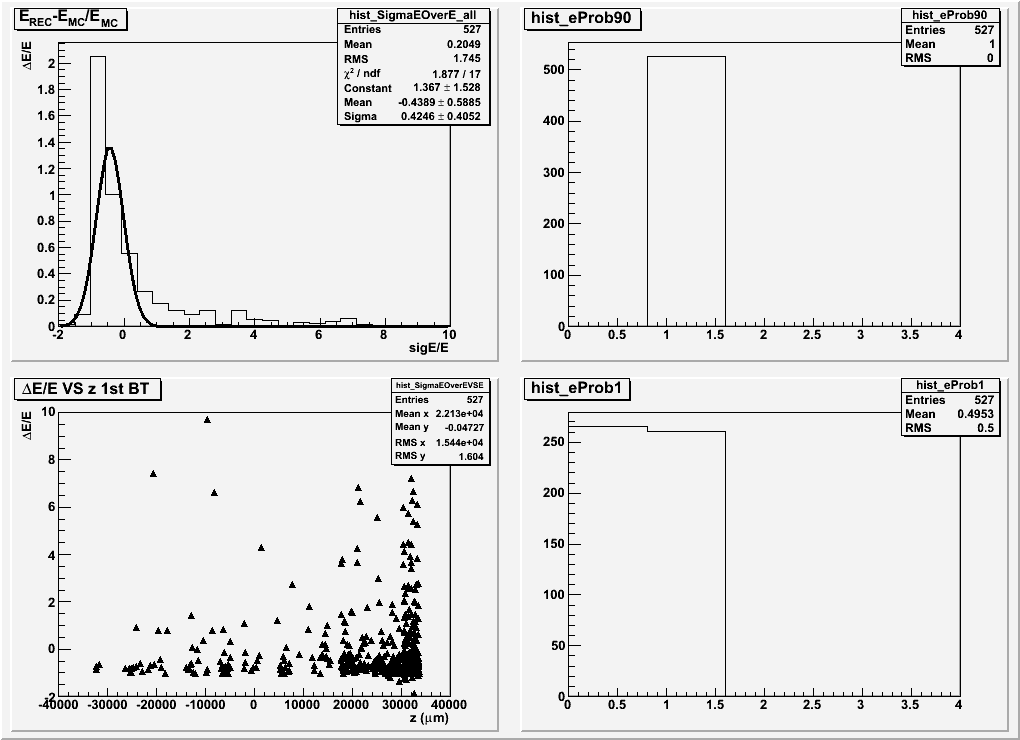 E_REC-E_MC/E_MC
hist_SigmaEOverE_all
Entries 527
Mean 0.2049
RMS 1.745
χ² / ndf 1.877 / 17
Constant 1.367 ± 1.528
Mean -0.4389 ± 0.5885
Sigma 0.4246 ± 0.4052
ΔE/E
2
1.8
1.6
1.4
1.2
1
0.8
0.6
0.4
0.2
0
-2 0 2 4 6 8 10
sigE/E
hist_eProb90
hist_eProb90
Entries 527
Mean 1
RMS 0
500
400
300
200
100
0
0 0.5 1 1.5 2 2.5 3 3.5 4
ΔE/E VS z 1st BT
hist_SigmaEOverEVSE
Entries 527
Mean x 2.213e+04
Mean y -0.04727
RMS x 1.544e+04
RMS y 1.604
ΔE/E
10
8
6
4
2
0
-2
-40000 -30000 -20000 -10000 0 10000 20000 30000 40000
z (μm)
hist_eProb1
hist_eProb1
Entries 527
Mean 0.4953
RMS 0.5
250
200
150
100
50
0
0 0.5 1 1.5 2 2.5 3 3.5 4